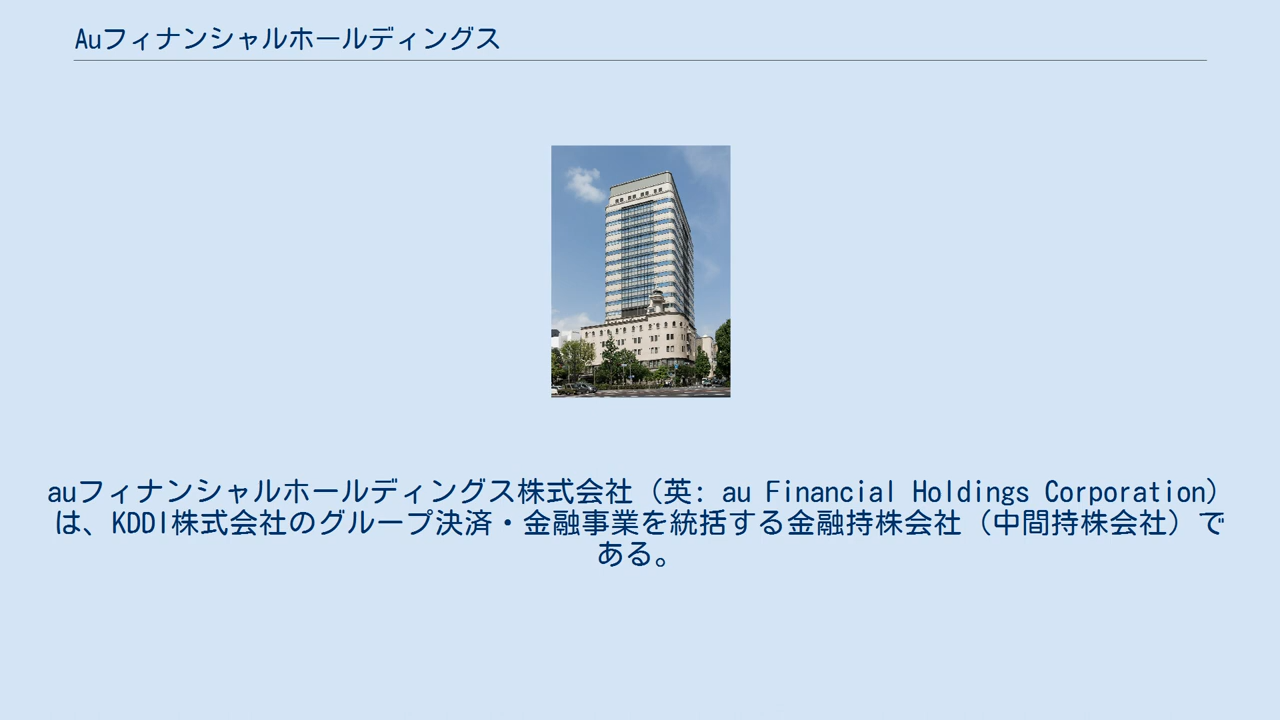 Auフィナンシャルホールディングス
auフィナンシャルホールディングス株式会社（英: au Financial Holdings Corporation）
は、KDDI株式会社のグループ決済・金融事業を統括する金融持株会社（中間持株会社）で
ある。